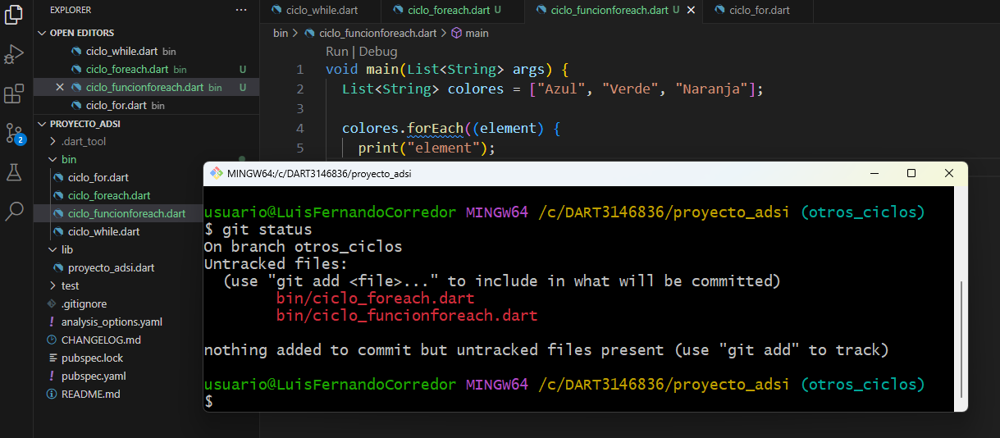 EXPLORER ...
OPEN EDITORS
ciclo_while.dart bin
ciclo_foreach.dart bin U
ciclo_funcionforeach.dart bin U
ciclo_for.dart bin
PROYECTO_ADSI
.dart_tool
bin
ciclo_for.dart
ciclo_foreach.dart
ciclo_funcionforeach.dart
ciclo_while.dart
lib
proyecto_adsi.dart
test
.gitignore
analysis_options.yaml
CHANGELOG.md
pubspec.lock
pubspec.yaml
README.md
2
ciclo_while.dart ciclo_foreach.dart U ciclo_funcionforeach.dart U ciclo_for.dart
bin > ciclo_funcionforeach.dart > main
Run | Debug
1 void main(List<String> args) {
2 List<String> colores = ["Azul", "Verde", "Naranja"];
3
4 colores.forEach((element) {
5 print("element");
MINGW64:/c/DART3146836/proyecto_adsi
usuario@LuisFernandoCorredor MINGW64 /c/DART3146836/proyecto_adsi (otros_ciclos)
$ git status
On branch otros_ciclos
Untracked files:
(use "git add <file>..." to include in what will be committed)
bin/ciclo_foreach.dart
bin/ciclo_funcionforeach.dart
nothing added to commit but untracked files present (use "git add" to track)
usuario@LuisFernandoCorredor MINGW64 /c/DART3146836/proyecto_adsi (otros_ciclos)
$